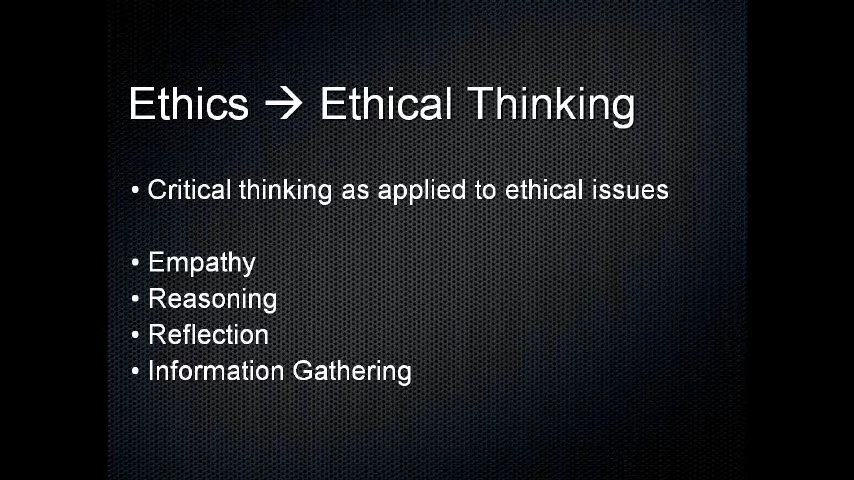 Ethics → Ethical Thinking
• Critical thinking as applied to ethical issues
• Empathy
• Reasoning
• Reflection
• Information Gathering